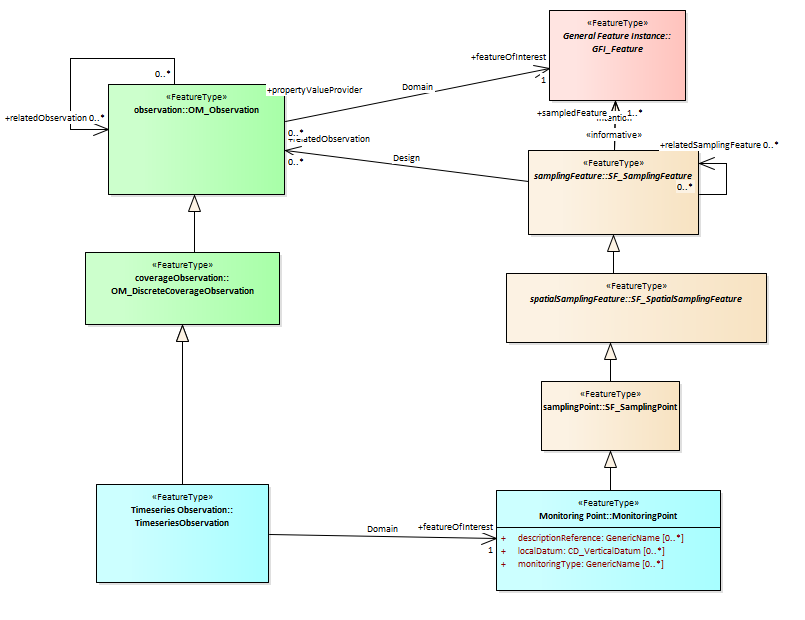 «FeatureType»
General Feature Instance::
GFI_Feature
+featureOfInterest
1
Domain
0..*
+relatedObservation 0..*
«FeatureType»
observation::OM_Observation
+propertyValueProvider
0..*
+relatedObservation
0..*
Design
+sampledFeature
1..*
«informative»
+relatedSamplingFeature 0..*
«FeatureType»
samplingFeature::SF_SamplingFeature
0..*
«FeatureType»
coverageObservation::
OM_DiscreteCoverageObservation
«FeatureType»
spatialSamplingFeature::SF_SpatialSamplingFeature
«FeatureType»
samplingPoint::SF_SamplingPoint
«FeatureType»
Timeseries Observation::
TimeseriesObservation
Domain
+featureOfInterest
1
«FeatureType»
Monitoring Point::MonitoringPoint
+ descriptionReference: GenericName [0..*]
+ localDatum: CD_VerticalDatum [0..*]
+ monitoringType: GenericName [0..*]